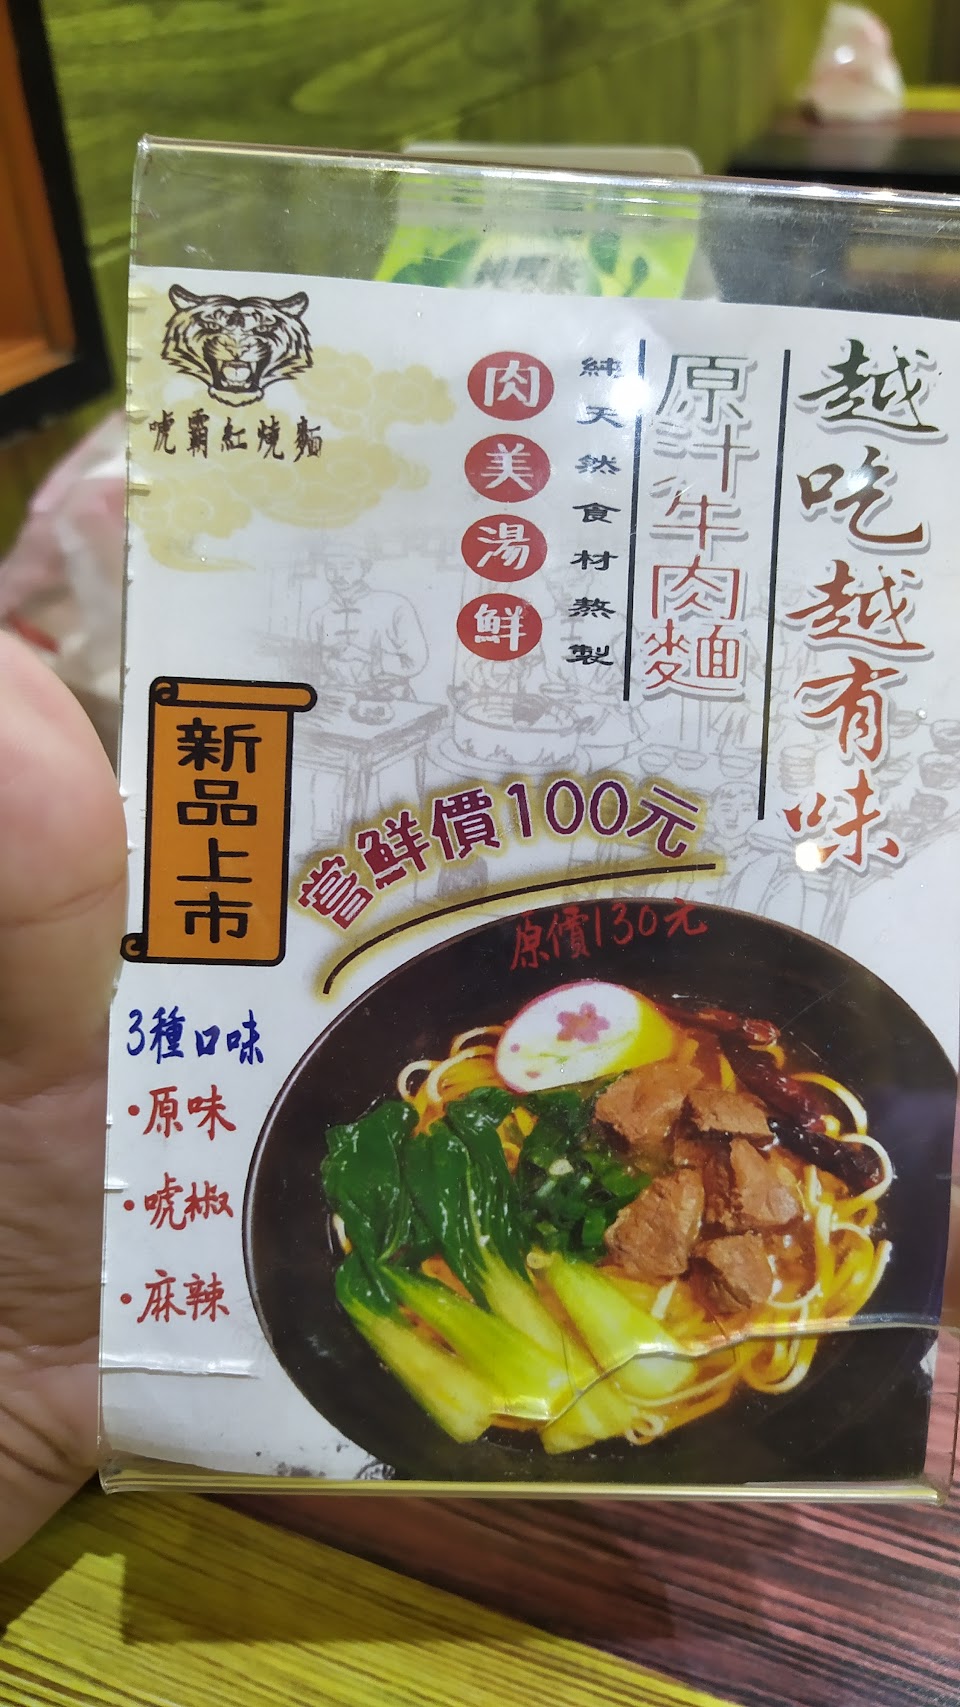 越吃越有味
原汁牛肉麵
純天然食材熬製
肉美湯鮮
唬霸紅燒麵
新品上市
嘗鮮價100元
原價130元
3種口味
·原味
·唬椒
·麻辣